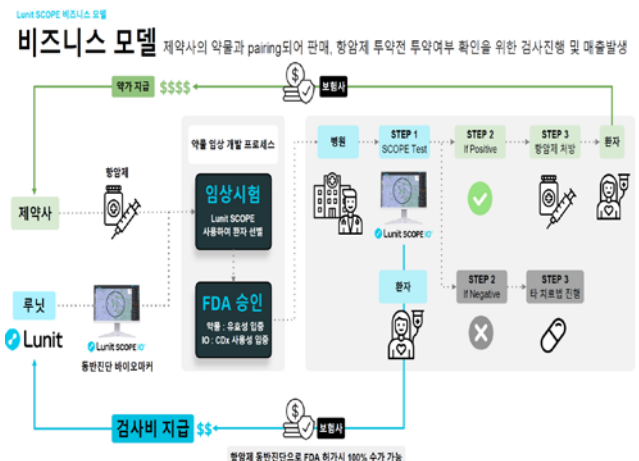 Lunit SCOPE 비즈니스 모델
비즈니스 모델 제약사의 약물과 pairing되어 판매, 항암제 투약전 투약여부 확인을 위한 검사진행 및 매출발생
약가 지급 $$$$
보험사
약물 임상 개발 프로세스
병원
STEP 1
SCOPE Test
STEP 2
If Positive
STEP 3
항암제 처방
환자
항암제
제약사
임상시험
Lunit SCOPE
사용하여 환자 선별
Lunit SCOPE IO
루닛
Lunit
Lunit SCOPE IO
동반진단 바이오마커
FDA 승인
약물 : 유효성 입증
IO : CDx 사용성 입증
환자
STEP 2
If Negative
STEP 3
타 치료법 진행
검사비 지급 $$
보험사
항암제 동반진단으로 FDA 허가시 100% 수가 가능